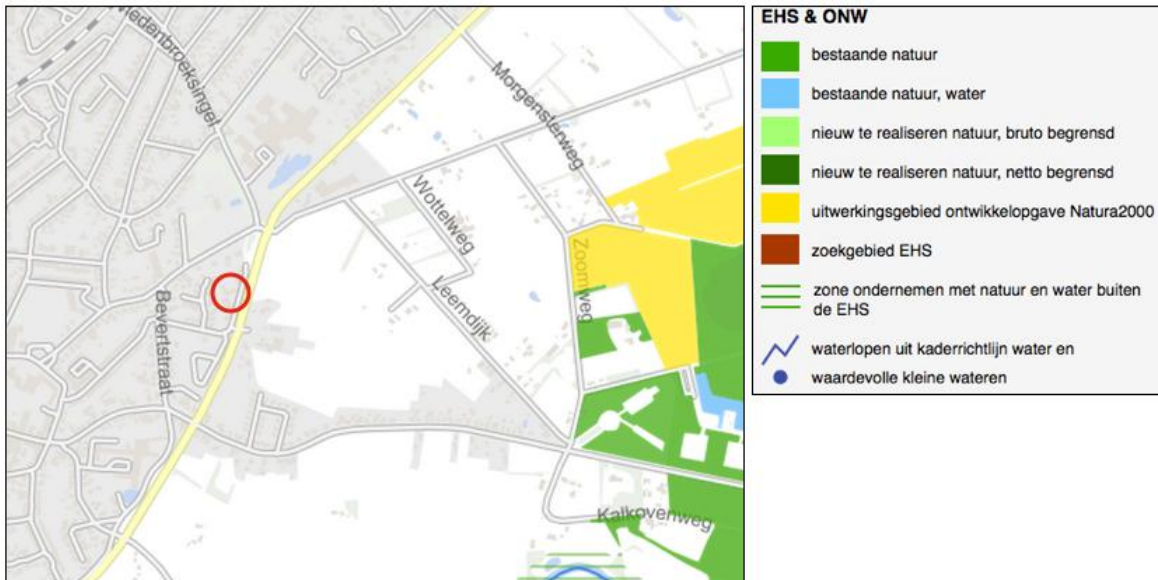 Wiedenbroeksingel
Morgensterweg
Wottelweg
Leemdijk
Zoomweg
Bevertstraat
Kalkovenweg
EHS & ONW
bestaande natuur
bestaande natuur, water
nieuw te realiseren natuur, bruto begrensd
nieuw te realiseren natuur, netto begrensd
uitwerkingsgebied ontwikkelopgave Natura2000
zoekgebied EHS
zone ondernemen met natuur en water buiten
de EHS
waterlopen uit kaderrichtlijn water en
waardevolle kleine wateren